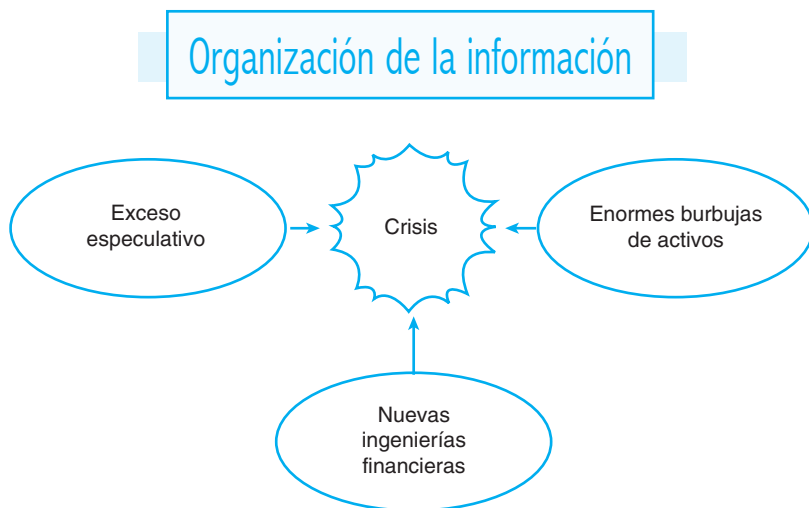 Organización de la información
Exceso
especulativo
Crisis
Enormes burbujas
de activos
Nuevas
ingenierías
financieras